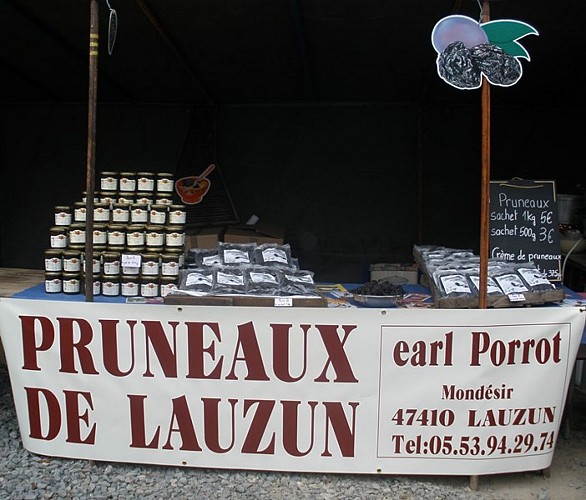 Pruneaux
sachet 1kg 5€
sachet 500g 3€
Crème de pruneaux
PRUNEAUX
DE LAUZUN
earl Porrot
Mondésir
47410 LAUZUN
Tel:05.53.94.29.74